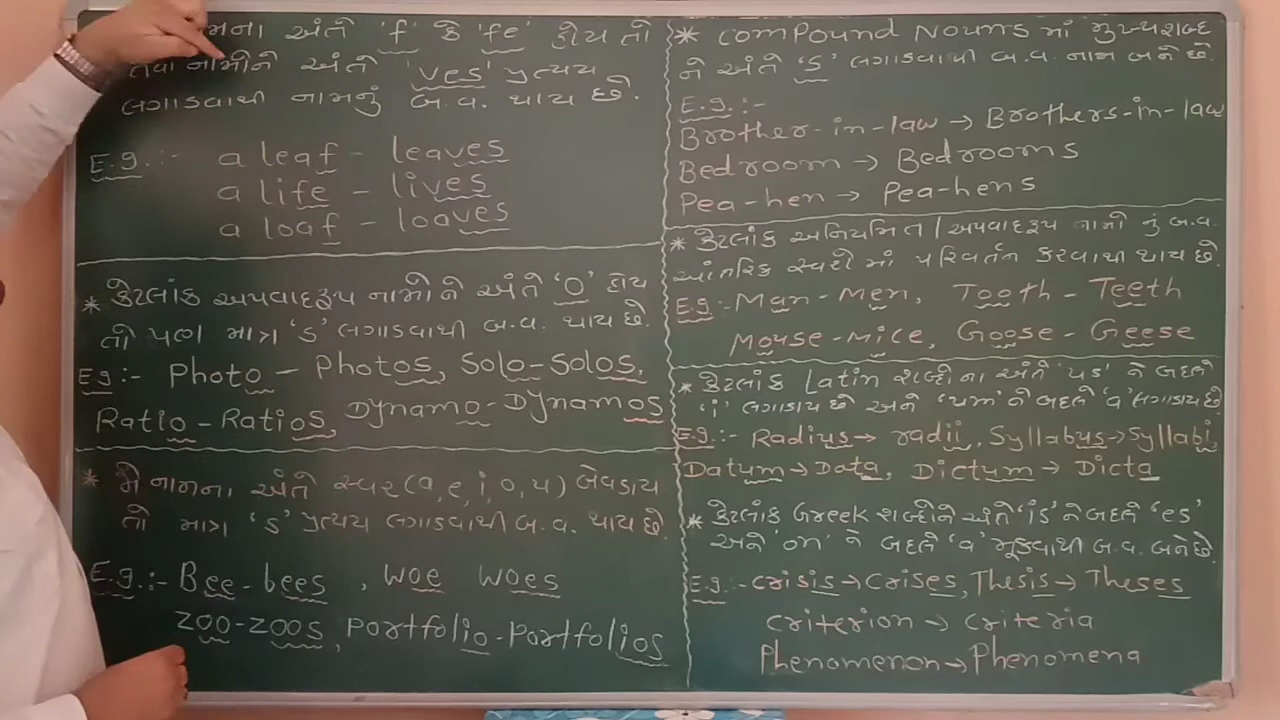 મના અંતે 'f' કે 'fe' હોય તો
તેવા નામોને અંતે 'ves' પ્રત્યય
લગાડવાથી નામનું બ.વ. થાય છે.
E.g.:- a leaf - leaves
a life - lives
a loaf - loaves
* કેટલાંક અપવાદરૂપ નામોને અંતે 'O' હોય
તો પણ માત્ર 'S' લગાડવાથી બ.વ. થાય છે.
Eg:- Photo - Photos, Solo-Solos,
Ratio-Ratios, Dynamo-Dynamos
* જે નામના અંતે સ્વર (a,e,i,o,u) બેવડાય
તો માત્ર 'S' પ્રત્યય લગાડવાથી બ.વ. થાય છે.
E.g.:- Bee-bees, Woe Woes
Zoo-Zoos, Portfolio-Portfolios
* Compound Nouns માં મુખ્યશબ્દ
ને અંતે 'S' લગાડવાથી બ.વ. નામ બને છે.
E.g.:-
Brother-in-law → Brothers-in-law
Bedroom → Bedrooms
Pea-hen → Pea-hens
* કેટલાંક અનિયમિત/અપવાદરૂપ નામો નું બ.વ.
આંતરિક સ્વરો માં પરિવર્તન કરવાથી થાય છે.
E.g:- Man-Men, Tooth-Teeth
Mouse-Mice, Goose-Geese
* કેટલાંક Latin શબ્દોના અંતે 'us' ને બદલે
'i' લગાડાય છે અને 'um' ને બદલે 'a' લગાડાય છે
E.g:- Radius→ radii, Syllabus→Syllabi,
Datum→Data, Dictum→ Dicta
* કેટલાંક Greek શબ્દોને અંતે 'is' ને બદલે 'es'
અને 'on' ને બદલે 'a' મૂકવાથી બ.વ. બને છે
E.g:- Crisis→Crises, Thesis→ Theses
Criterion → Criteria
Phenomenon→Phenomena